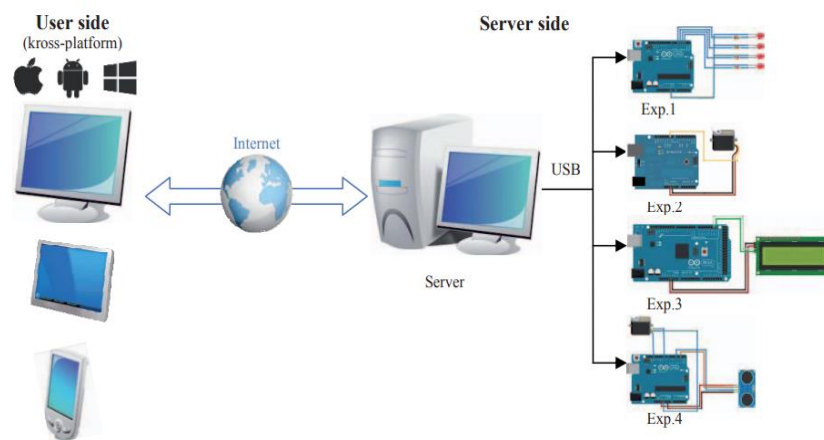 User side
(kross-platform)
Server side
Internet
USB
Server
Exp.1
Exp.2
Exp.3
Exp.4